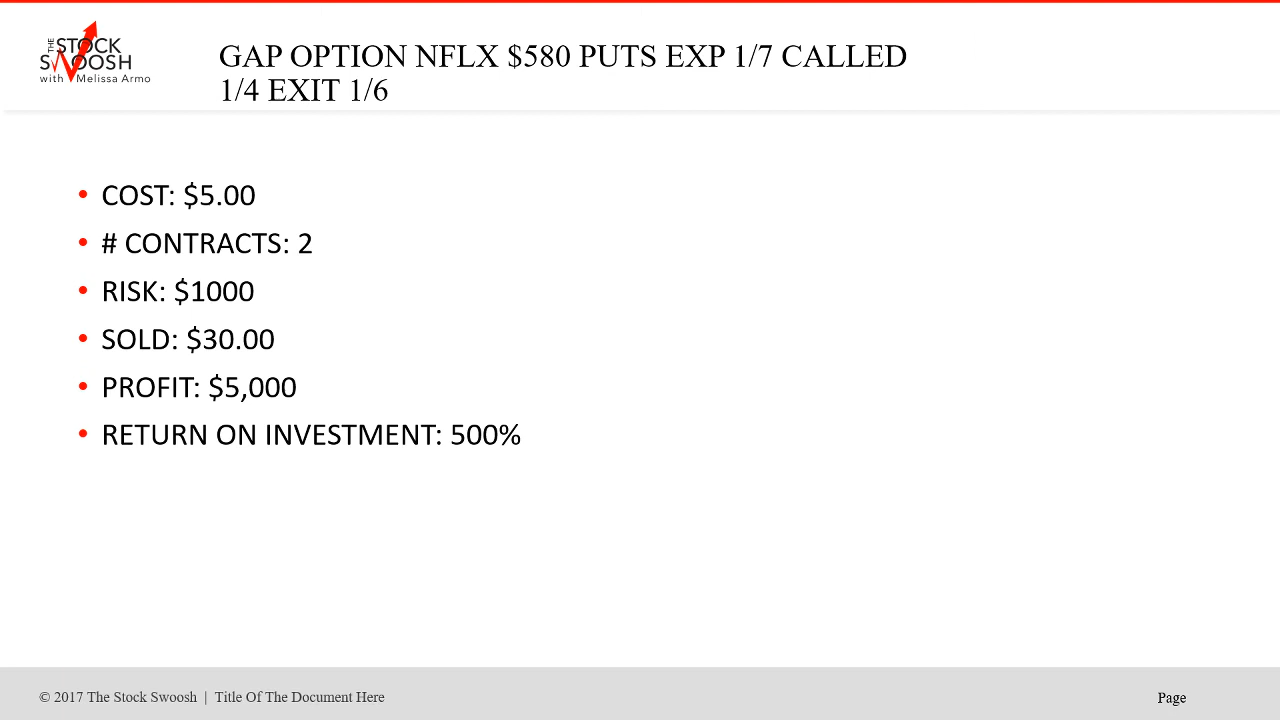 THE
STOCK
SWOOSH
with Melissa Armo
GAP OPTION NFLX $580 PUTS EXP 1/7 CALLED
1/4 EXIT 1/6
• COST: $5.00
• # CONTRACTS: 2
• RISK: $1000
• SOLD: $30.00
• PROFIT: $5,000
• RETURN ON INVESTMENT: 500%
© 2017 The Stock Swoosh | Title Of The Document Here
Page